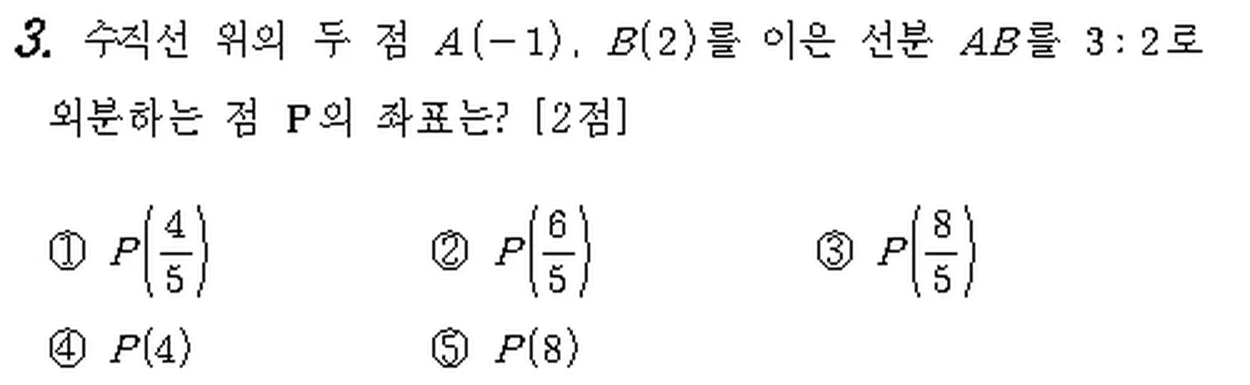 3. 수직선 위의 두 점 A(−1), B(2)를 이은 선분 AB를 3 : 2로
외분하는 점 P의 좌표는? [2점]
① P(4/5) ② P(6/5) ③ P(8/5)
④ P(4) ⑤ P(8)